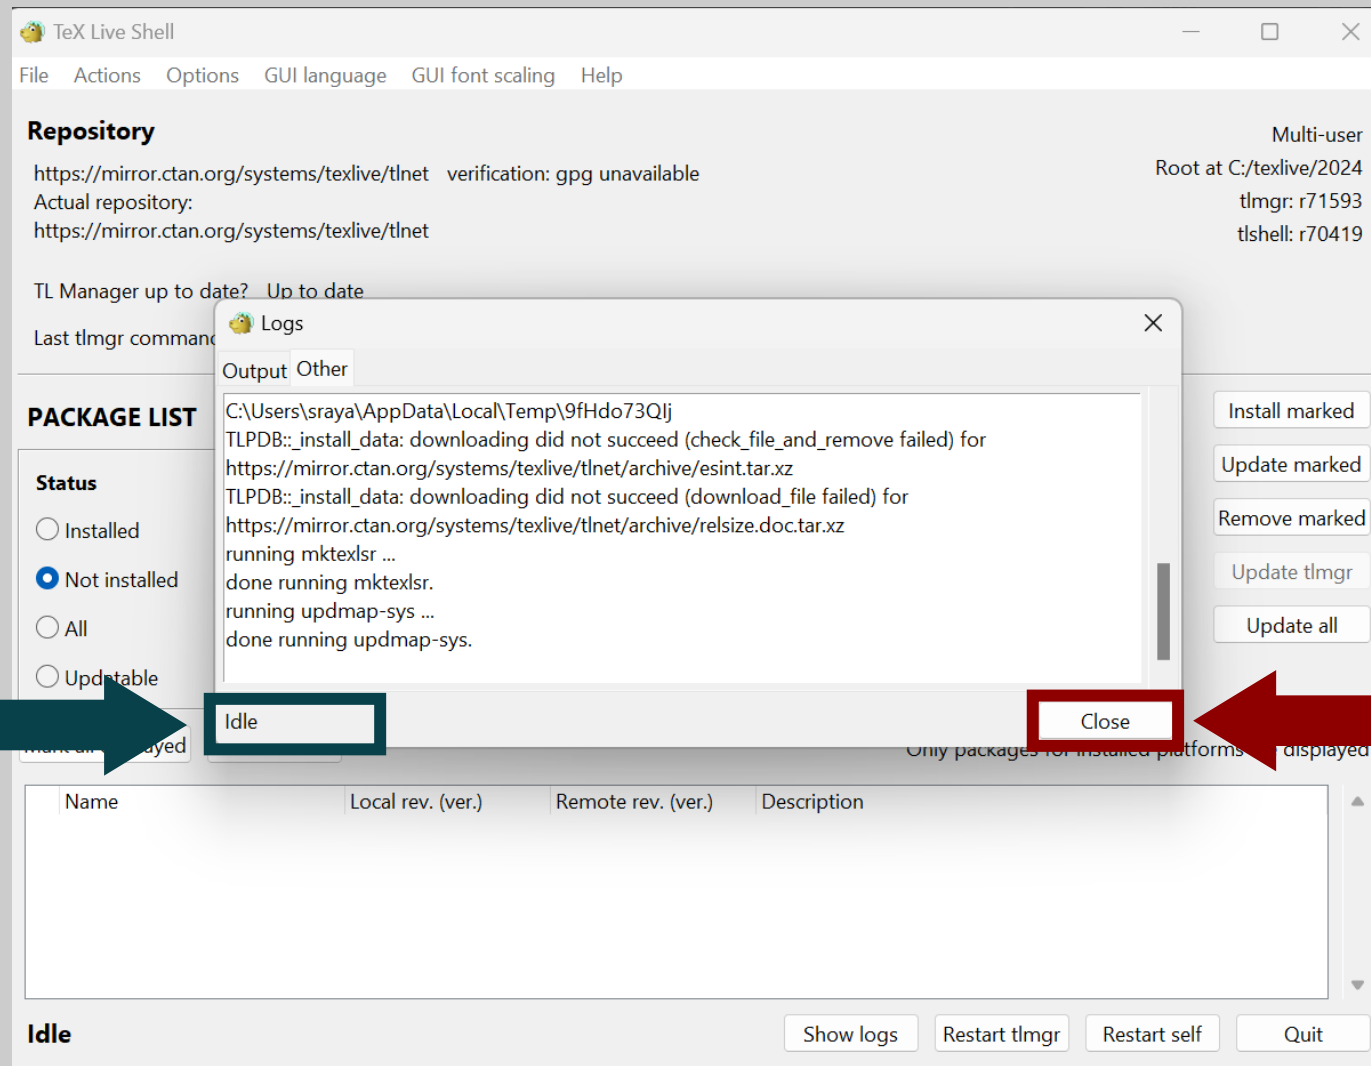 TeX Live Shell
File Actions Options GUI language GUI font scaling Help
Repository
Multi-user
https://mirror.ctan.org/systems/texlive/tlnet verification: gpg unavailable
Root at C:/texlive/2024
Actual repository:
tlmgr: r71593
https://mirror.ctan.org/systems/texlive/tlnet
tlshell: r70419
TL Manager up to date? Up to date
Last tlmgr command
Logs
Output Other
C:\Users\sraya\AppData\Local\Temp\9fHdo73QIj
TLPDB::_install_data: downloading did not succeed (check_file_and_remove failed) for
https://mirror.ctan.org/systems/texlive/tlnet/archive/esint.tar.xz
TLPDB::_install_data: downloading did not succeed (download_file failed) for
https://mirror.ctan.org/systems/texlive/tlnet/archive/relsize.doc.tar.xz
running mktexlsr ...
done running mktexlsr.
running updmap-sys ...
done running updmap-sys.
Idle
Close
PACKAGE LIST
Status
Installed
Not installed
All
Updatable
Install marked
Update marked
Remove marked
Update tlmgr
Update all
Only packages for installed platforms displayed
Name Local rev. (ver.) Remote rev. (ver.) Description
Idle
Show logs Restart tlmgr Restart self Quit